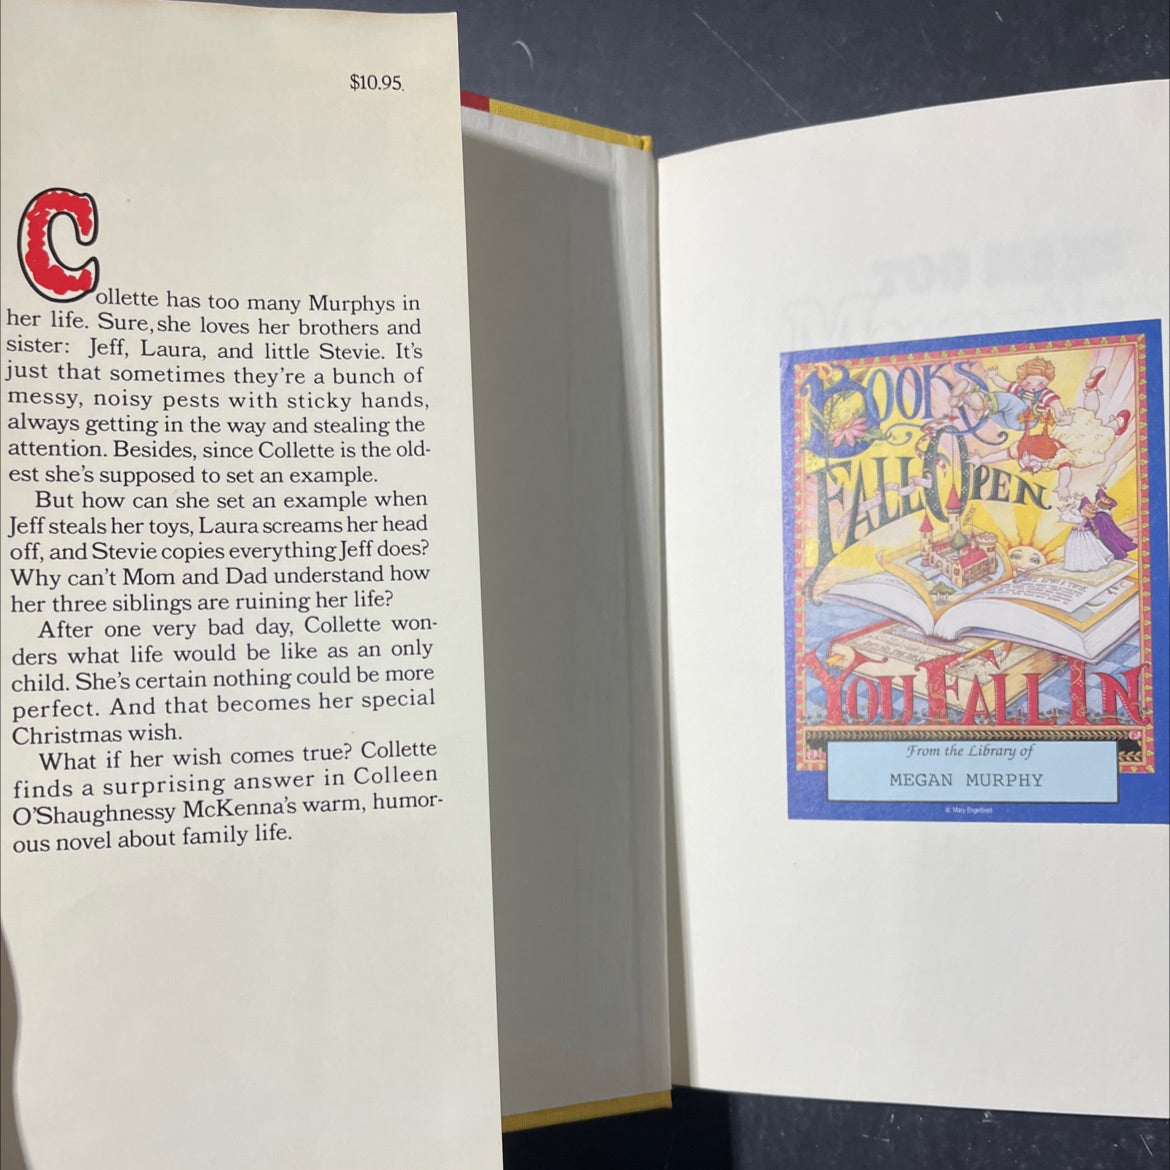 $10.95
Collette has too many Murphys in
her life. Sure, she loves her brothers and
sister: Jeff, Laura, and little Stevie. It's
just that sometimes they're a bunch of
messy, noisy pests with sticky hands,
always getting in the way and stealing the
attention. Besides, since Collette is the old-
est she's supposed to set an example.
But how can she set an example when
Jeff steals her toys, Laura screams her head
off, and Stevie copies everything Jeff does?
Why can't Mom and Dad understand how
her three siblings are ruining her life?
After one very bad day, Collette won-
ders what life would be like as an only
child. She's certain nothing could be more
perfect. And that becomes her special
Christmas wish.
What if her wish comes true? Collette
finds a surprising answer in Colleen
O'Shaughnessy McKenna's warm, humor-
ous novel about family life.
BOOKS
FALL OPEN
YOU FALL IN
From the Library of
MEGAN MURPHY
© Mary Engelbreit